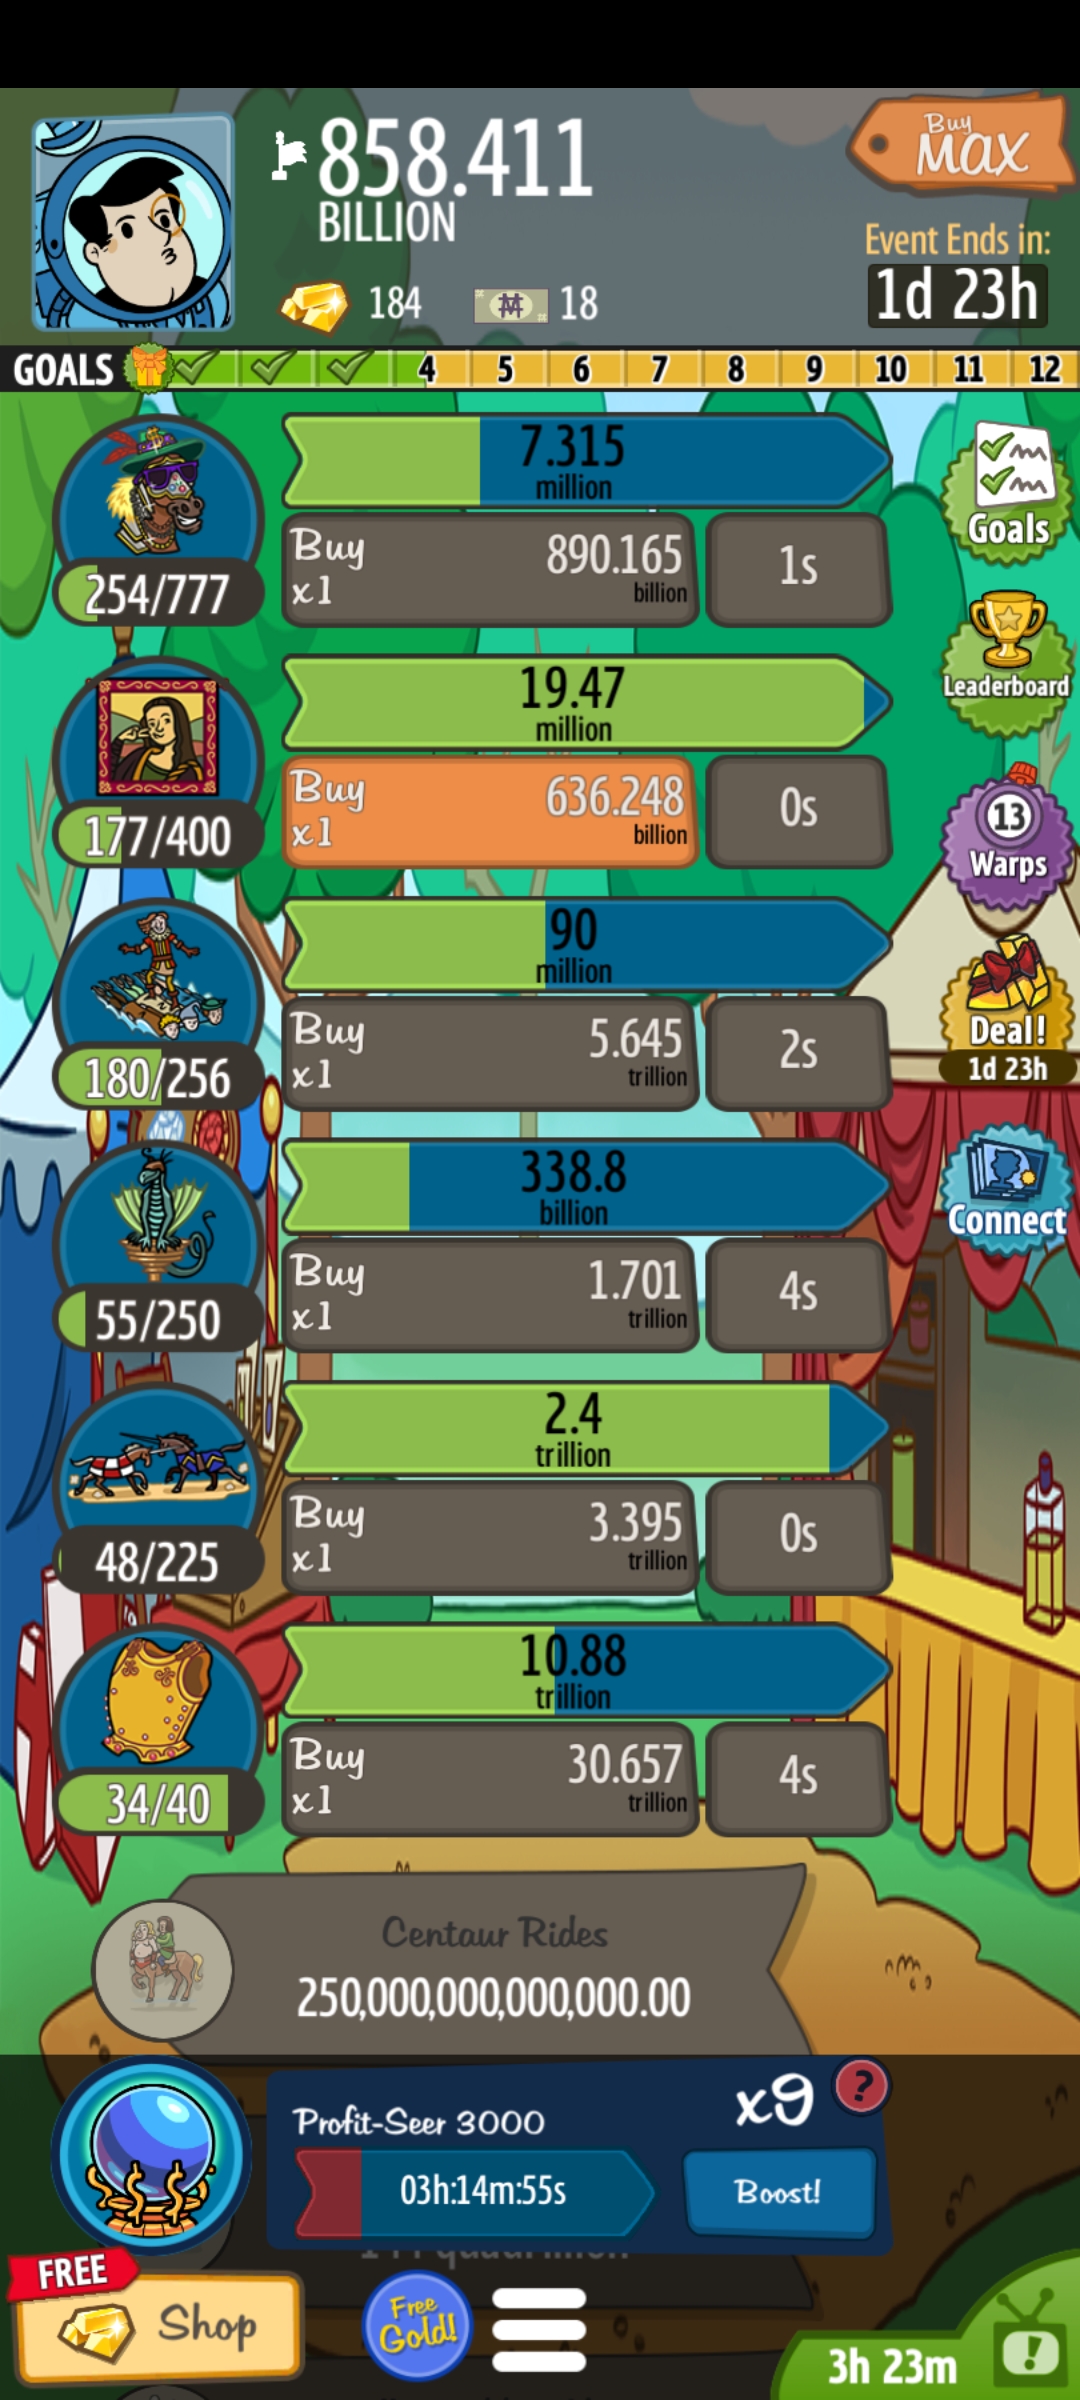 858.411
BILLION
Buy
MAX
Event Ends in:
1d 23h
184
18
GOALS 4 5 6 7 8 9 10 11 12
7.315
million
Buy
x1
890.165
billion
1s
254/777
Goals
19.47
million
Buy
x1
636.248
billion
0s
177/400
Leaderboard
13
Warps
90
million
Buy
x1
5.645
trillion
2s
180/256
Deal!
1d 23h
338.8
billion
Buy
x1
1.701
trillion
4s
55/250
Connect
2.4
trillion
Buy
x1
3.395
trillion
0s
48/225
10.88
trillion
Buy
x1
30.657
trillion
4s
34/40
Centaur Rides
250,000,000,000,000.00
Profit-Seer 3000
x9
?
03h:14m:55s
Boost!
FREE
Shop
Free
Gold!
3h 23m
!